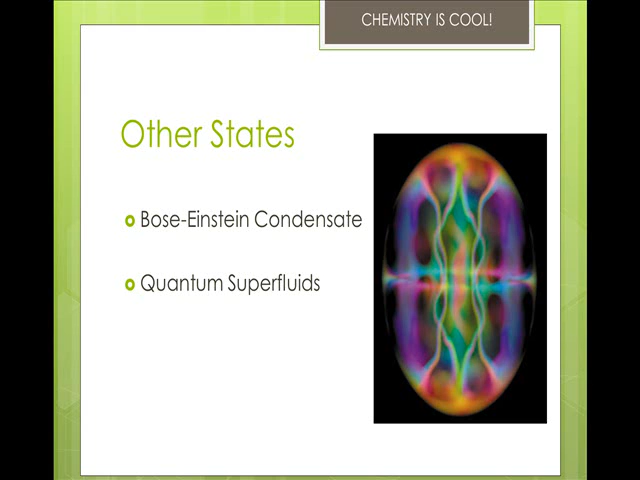 CHEMISTRY IS COOL!
Other States
Bose-Einstein Condensate
Quantum Superfluids